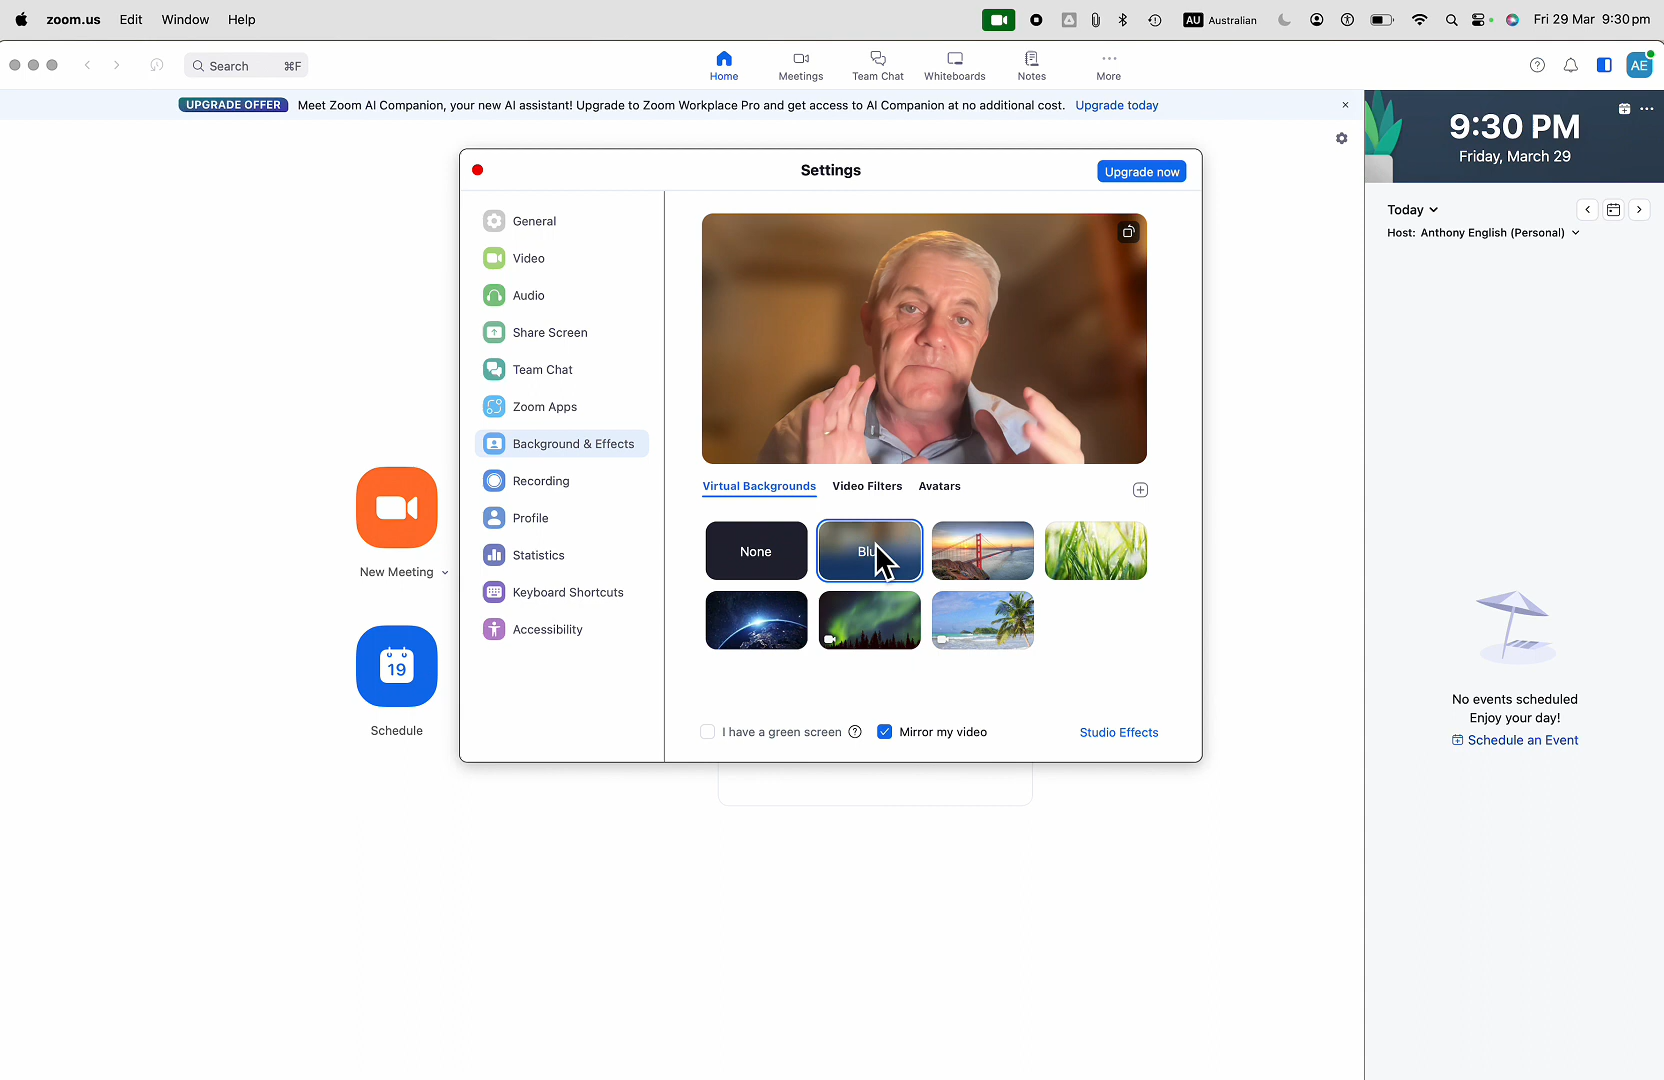 zoom.us Edit Window Help
AU Australian Fri 29 Mar 9:30 pm
Search ⌘F
Home Meetings Team Chat Whiteboards Notes More
AE
UPGRADE OFFER Meet Zoom AI Companion, your new AI assistant! Upgrade to Zoom Workplace Pro and get access to AI Companion at no additional cost. Upgrade today
9:30 PM
Friday, March 29
Settings
Upgrade now
General
Video
Audio
Share Screen
Team Chat
Zoom Apps
Background & Effects
Recording
Profile
Statistics
Keyboard Shortcuts
Accessibility
Virtual Backgrounds Video Filters Avatars
None
I have a green screen
Mirror my video
Studio Effects
New Meeting
19
Schedule
Today
Host: Anthony English (Personal)
No events scheduled
Enjoy your day!
Schedule an Event